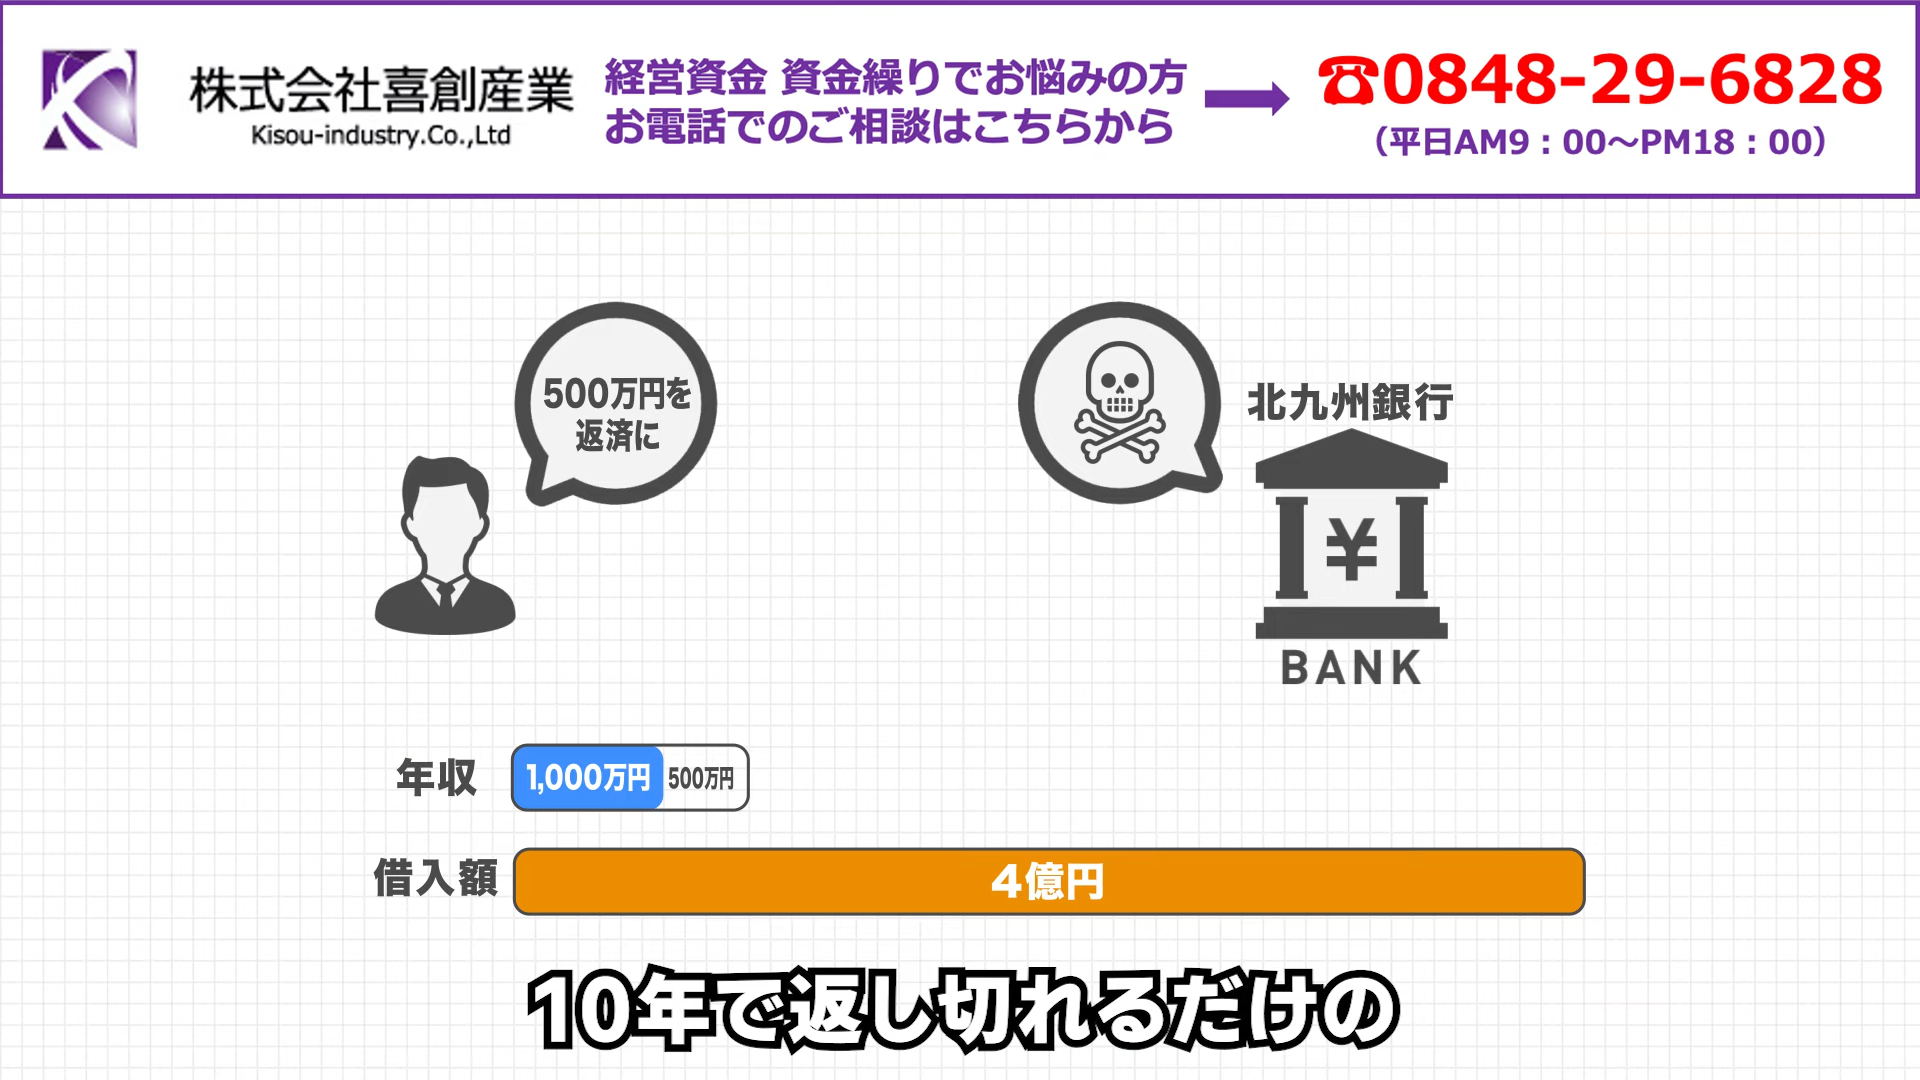 株式会社喜創産業
Kisou-industry.Co.,Ltd
経営資金 資金繰りでお悩みの方
お電話でのご相談はこちらから
☎0848-29-6828
（平日AM9：00～PM18：00）
500万円を
返済に
北九州銀行
¥
BANK
年収 1,000万円 500万円
借入額 4億円
10年で返し切れるだけの